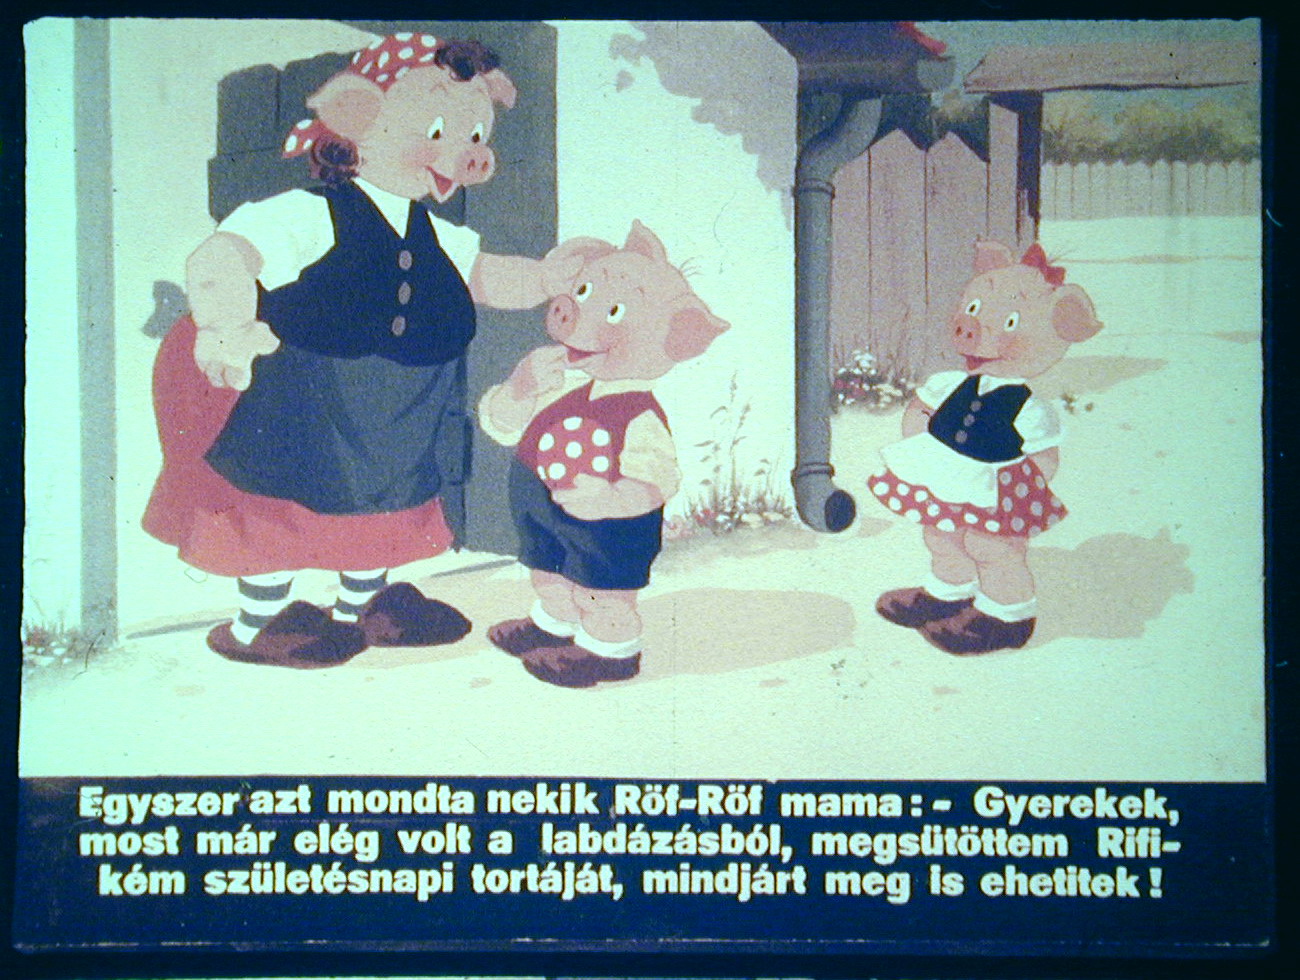 Egyszer azt mondta nekik Röf-Röf mama: - Gyerekek,
most már elég volt a labdázásból, megsütöttem Rifi-
kém születésnapi tortáját, mindjárt meg is ehetitek!